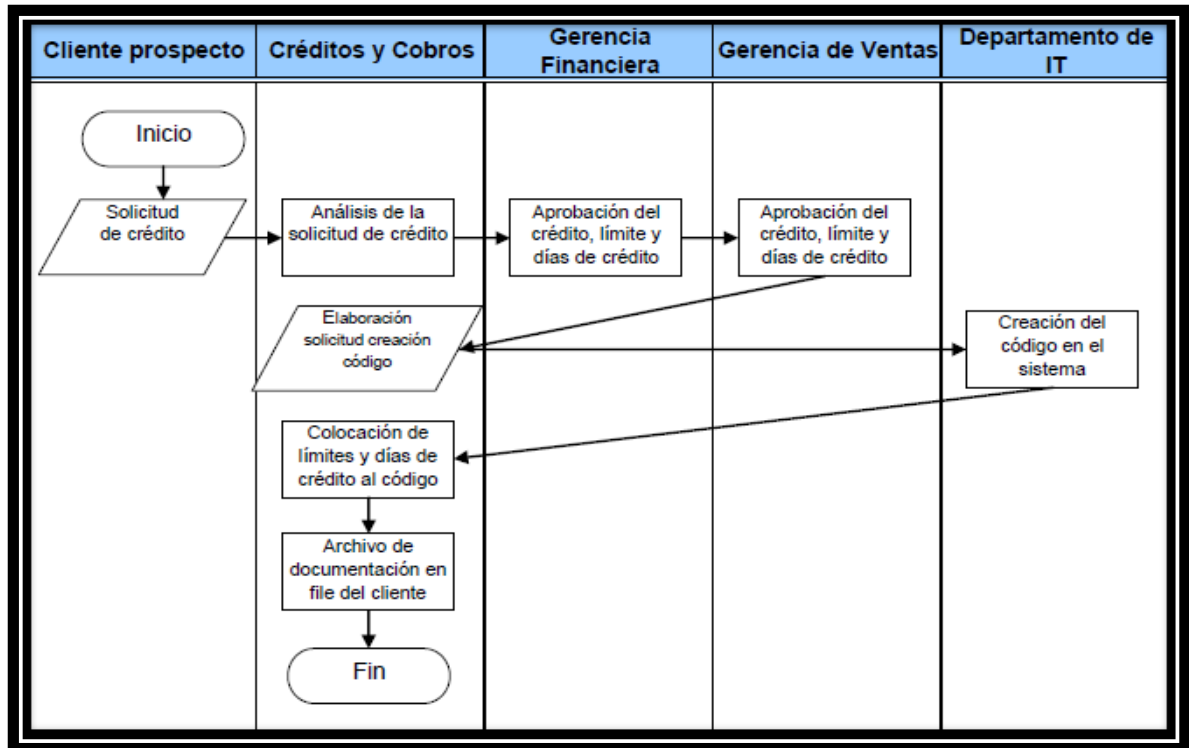 Cliente prospecto
Créditos y Cobros
Gerencia
Financiera
Gerencia de Ventas
Departamento de
IT
Inicio
Solicitud
de crédito
Análisis de la
solicitud de crédito
Aprobación del
crédito, límite y
días de crédito
Aprobación del
crédito, límite y
días de crédito
Elaboración
solicitud creación
código
Creación del
código en el
sistema
Colocación de
límites y días de
crédito al código
Archivo de
documentación en
file del cliente
Fin